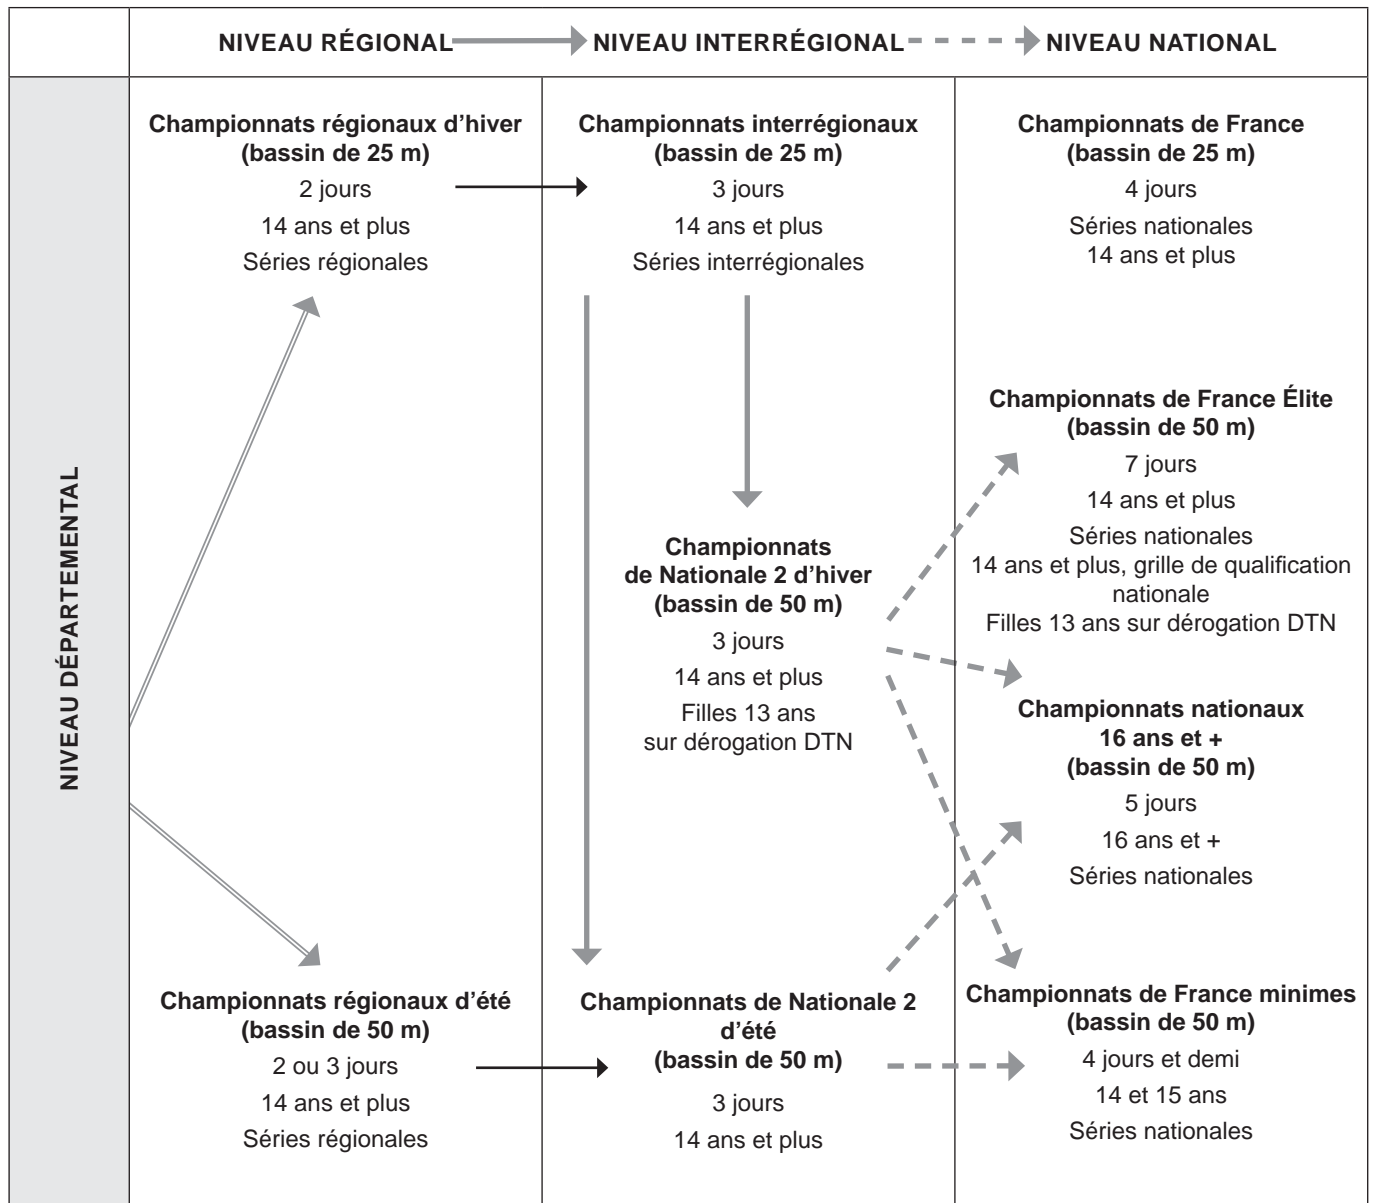 NIVEAU RÉGIONAL
NIVEAU INTERRÉGIONAL
NIVEAU NATIONAL
NIVEAU DÉPARTEMENTAL
Championnats régionaux d’hiver
(bassin de 25 m)
2 jours
14 ans et plus
Séries régionales
Championnats régionaux d’été
(bassin de 50 m)
2 ou 3 jours
14 ans et plus
Séries régionales
Championnats interrégionaux
(bassin de 25 m)
3 jours
14 ans et plus
Séries interrégionales
Championnats
de Nationale 2 d’hiver
(bassin de 50 m)
3 jours
14 ans et plus
Filles 13 ans
sur dérogation DTN
Championnats de Nationale 2
d’été
(bassin de 50 m)
3 jours
14 ans et plus
Championnats de France
(bassin de 25 m)
4 jours
Séries nationales
14 ans et plus
Championnats de France Élite
(bassin de 50 m)
7 jours
14 ans et plus
Séries nationales
14 ans et plus, grille de qualification
nationale
Filles 13 ans sur dérogation DTN
Championnats nationaux
16 ans et +
(bassin de 50 m)
5 jours
16 ans et +
Séries nationales
Championnats de France minimes
(bassin de 50 m)
4 jours et demi
14 et 15 ans
Séries nationales